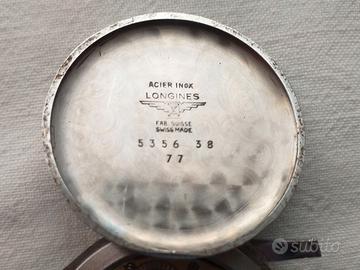 ACIER INOX
LONGINES
FAB. SUISSE
SWISS MADE
5356 38
77
subito